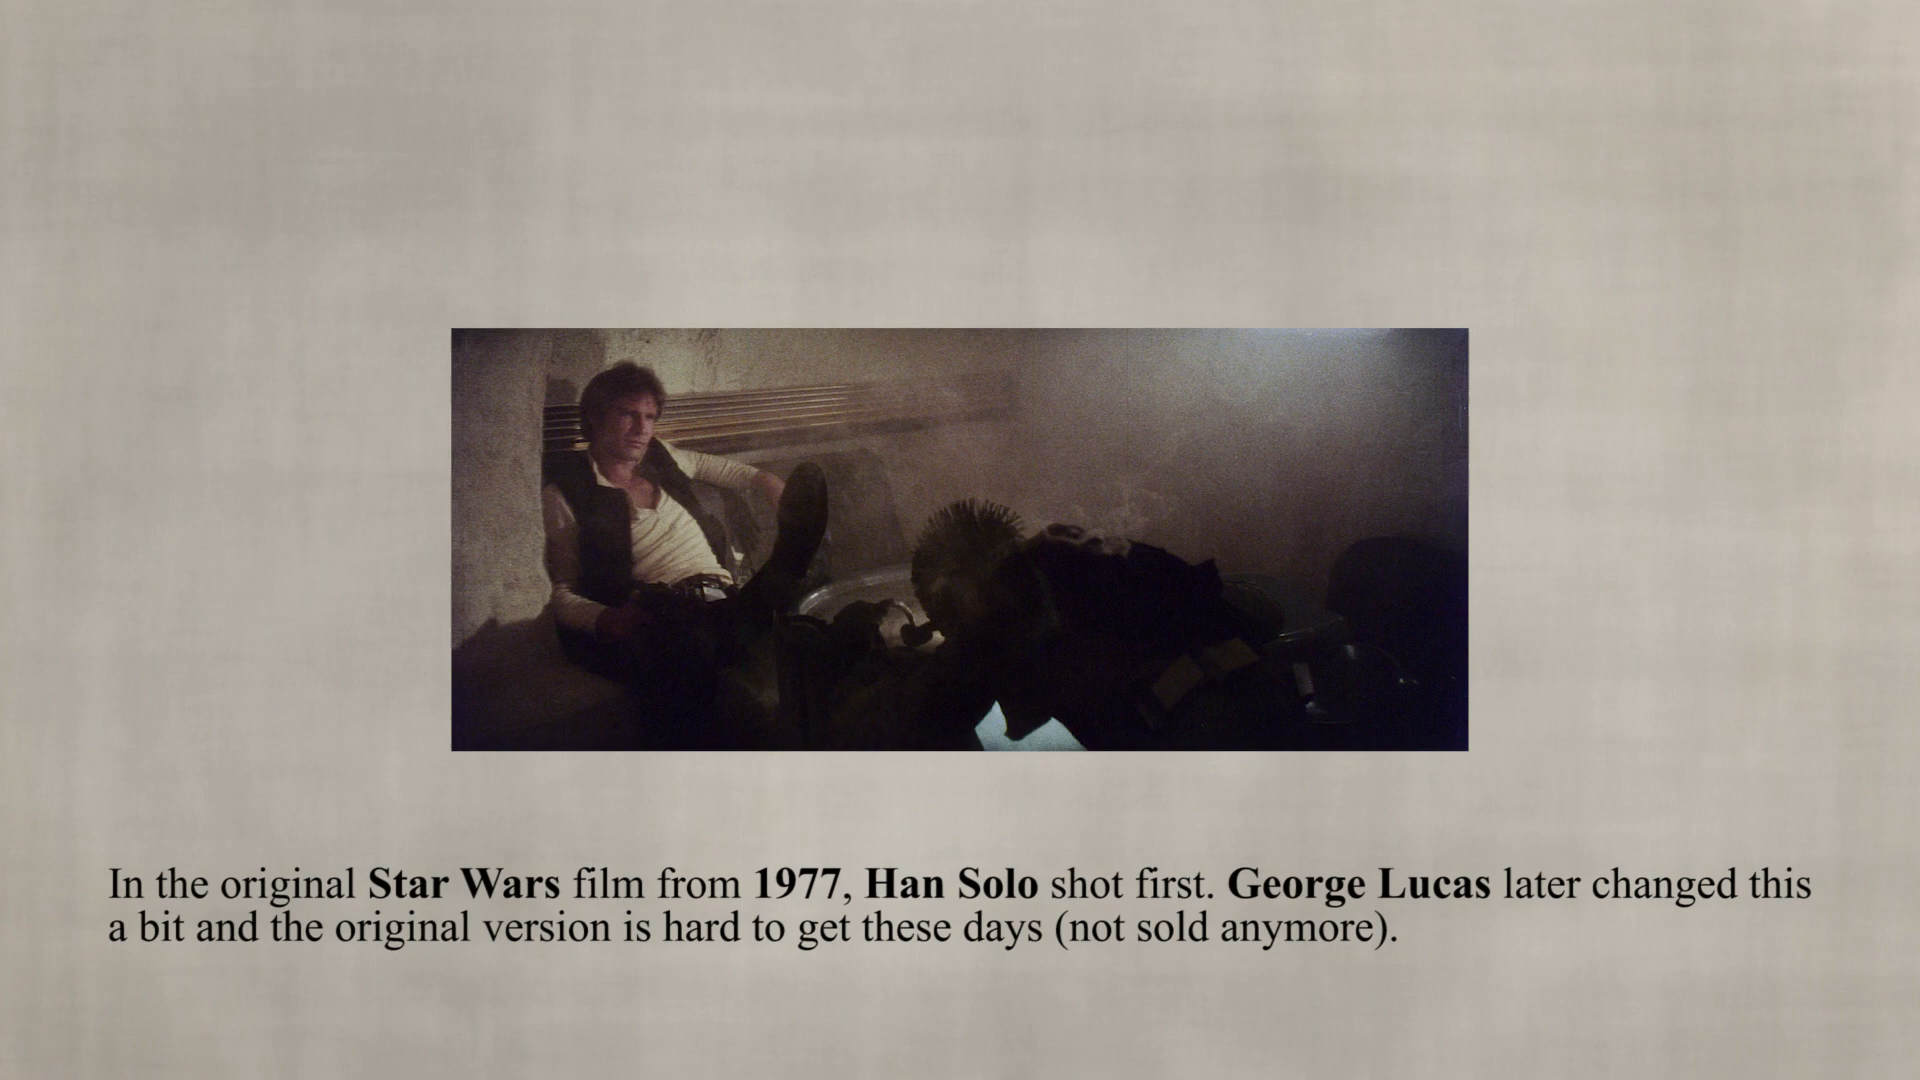 In the original Star Wars film from 1977, Han Solo shot first. George Lucas later changed this
a bit and the original version is hard to get these days (not sold anymore).